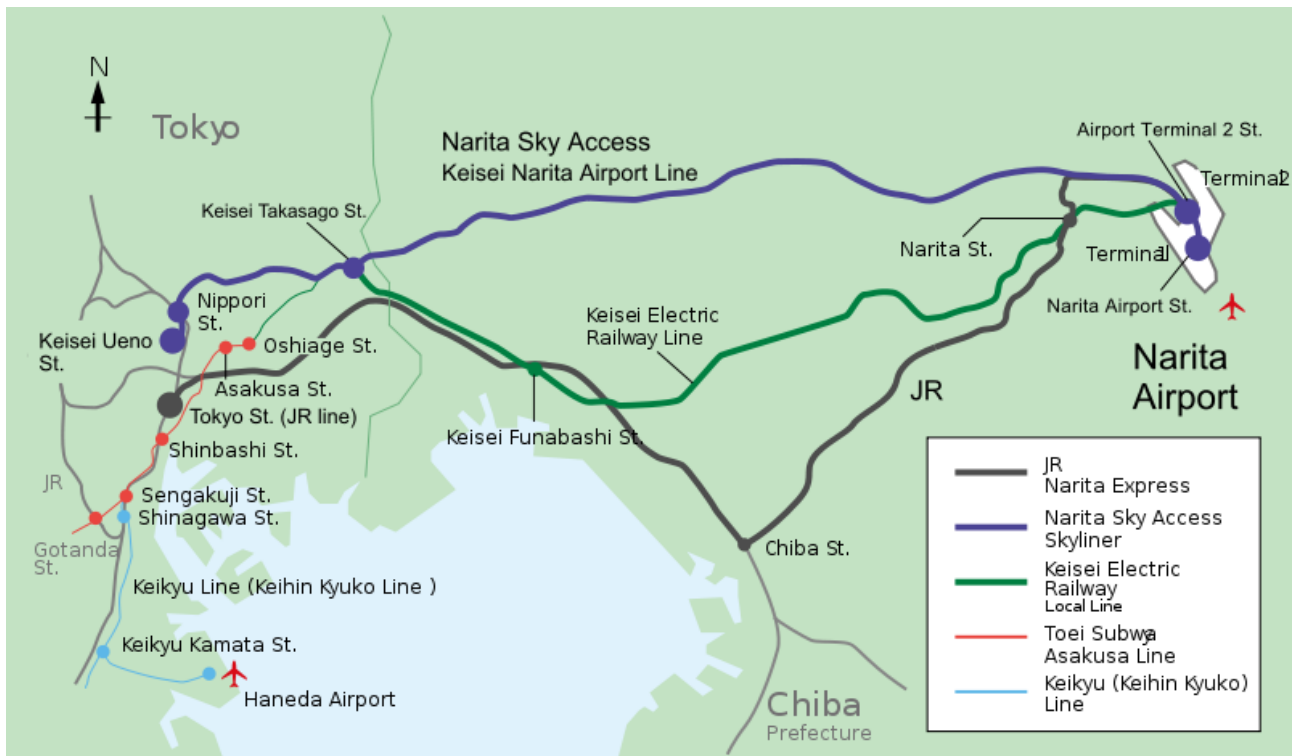 N
Tokyo
Narita Sky Access
Keisei Narita Airport Line
Airport Terminal 2 St.
Terminal2
Keisei Takasago St.
Narita St.
Terminal1
Narita Airport St.
Nippori
St.
Keisei Ueno
St.
Oshiage St.
Keisei Electric
Railway Line
Asakusa St.
Narita
Airport
Tokyo St. (JR line)
JR
Keisei Funabashi St.
Shinbashi St.
JR
Sengakuji St.
Shinagawa St.
Gotanda
St.
Chiba St.
Keikyu Line (Keihin Kyuko Line )
Keikyu Kamata St.
Haneda Airport
Chiba
Prefecture
JR
Narita Express
Narita Sky Access
Skyliner
Keisei Electric
Railway
Local Line
Toei Subwya
Asakusa Line
Keikyu (Keihin Kyuko)
Line